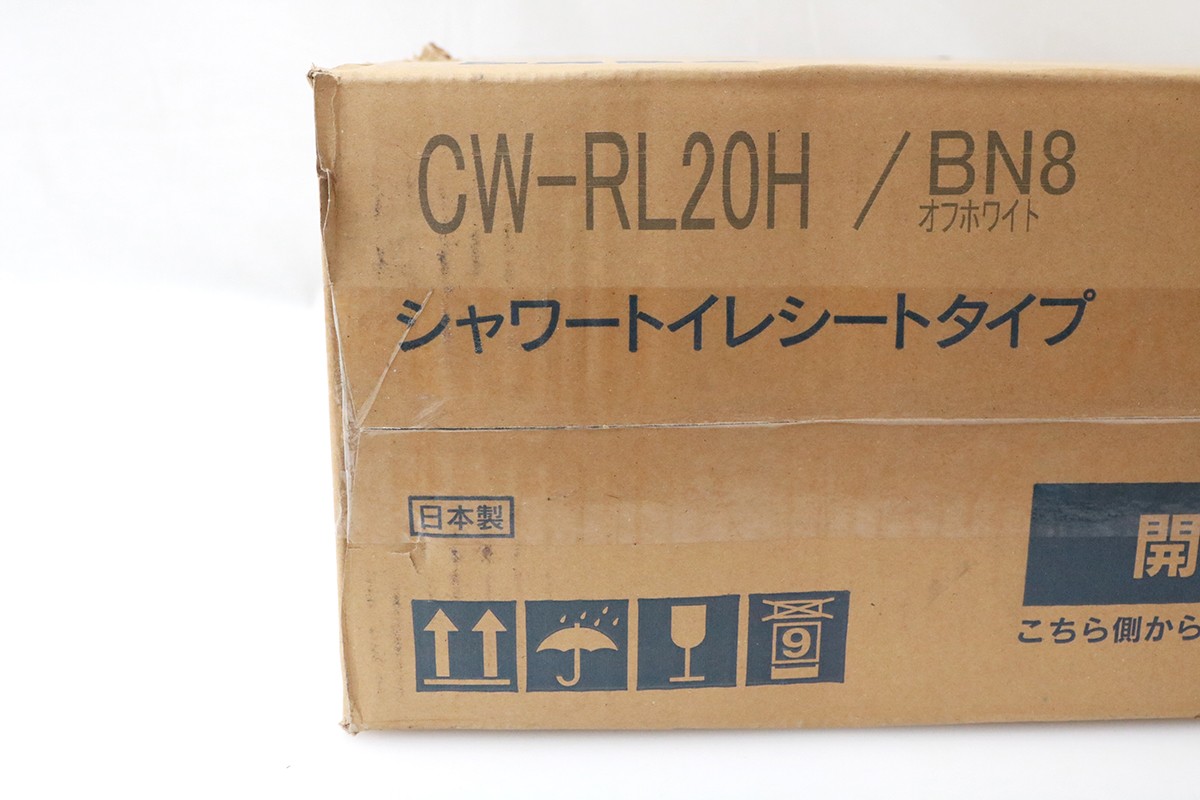 CW-RL20H / BN8
オフホワイト
シャワートイレシートタイプ
日本製
開
こちら側から
9